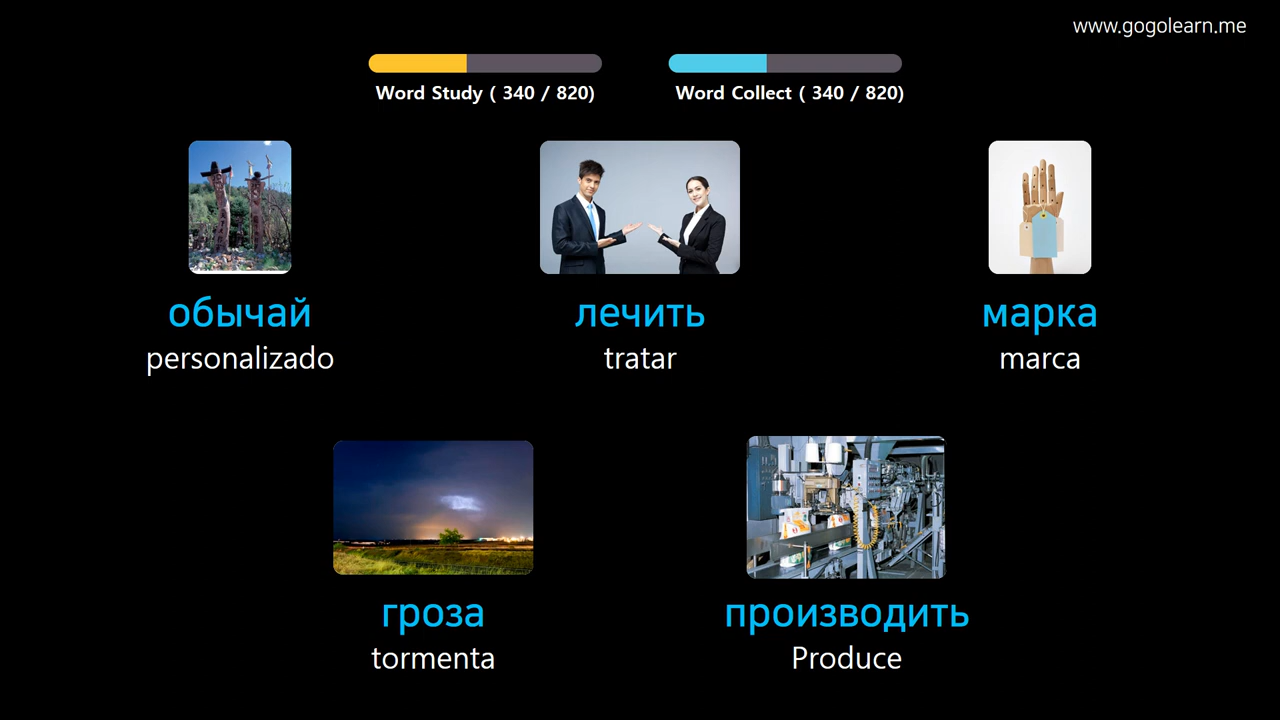 www.gogolearn.me
Word Study ( 340 / 820)
Word Collect ( 340 / 820)
обычай
personalizado
лечить
tratar
марка
marca
гроза
tormenta
производить
Produce